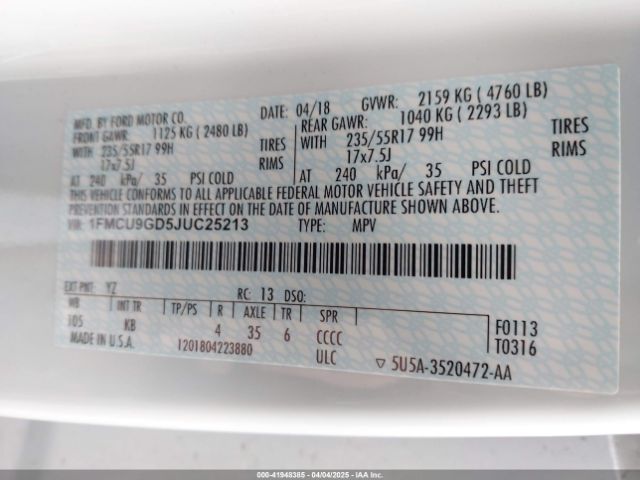 MFD. BY FORD MOTOR CO. DATE: 04/18 GVWR: 2159 KG ( 4760 LB)
FRONT GAWR: 1125 KG ( 2480 LB) REAR GAWR: 1040 KG ( 2293 LB)
WITH 235/55R17 99H TIRES WITH 235/55R17 99H TIRES
17x7.5J RIMS 17x7.5J RIMS
AT 240 kPa/ 35 PSI COLD AT 240 kPa/ 35 PSI COLD
THIS VEHICLE CONFORMS TO ALL APPLICABLE FEDERAL MOTOR VEHICLE SAFETY AND THEFT
PREVENTION STANDARDS IN EFFECT ON THE DATE OF MANUFACTURE SHOWN ABOVE.
VIN: 1FMCU9GD5JUC25213 TYPE: MPV
EXT PNT: YZ RC: 13 DSO:
WB INT TR TP/PS R AXLE TR SPR
105 KB 4 35 6 CCCC F0113
MADE IN U.S.A. 1201804223880 ULC T0316
▽ 5U5A-3520472-AA
000-41948385 - 04/04/2025 - IAA Inc.